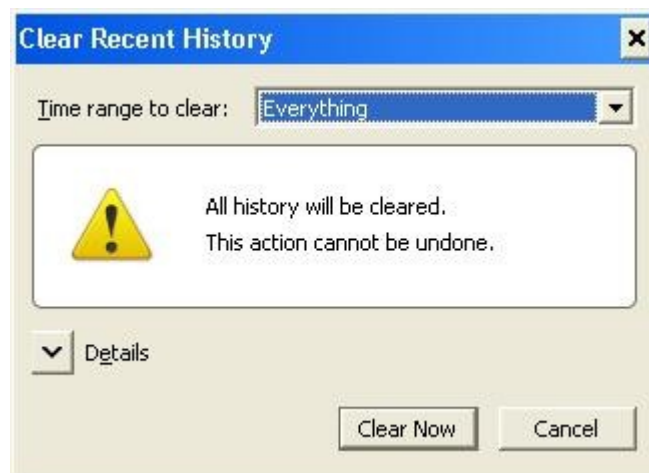 Clear Recent History
Time range to clear: Everything
All history will be cleared.
This action cannot be undone.
Details
Clear Now Cancel